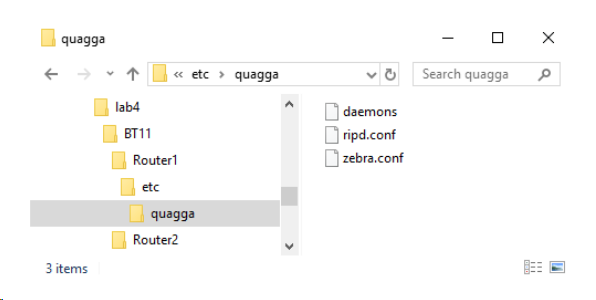 quagga
« etc > quagga
Search quagga
lab4
BT11
Router1
etc
quagga
Router2
daemons
ripd.conf
zebra.conf
3 items